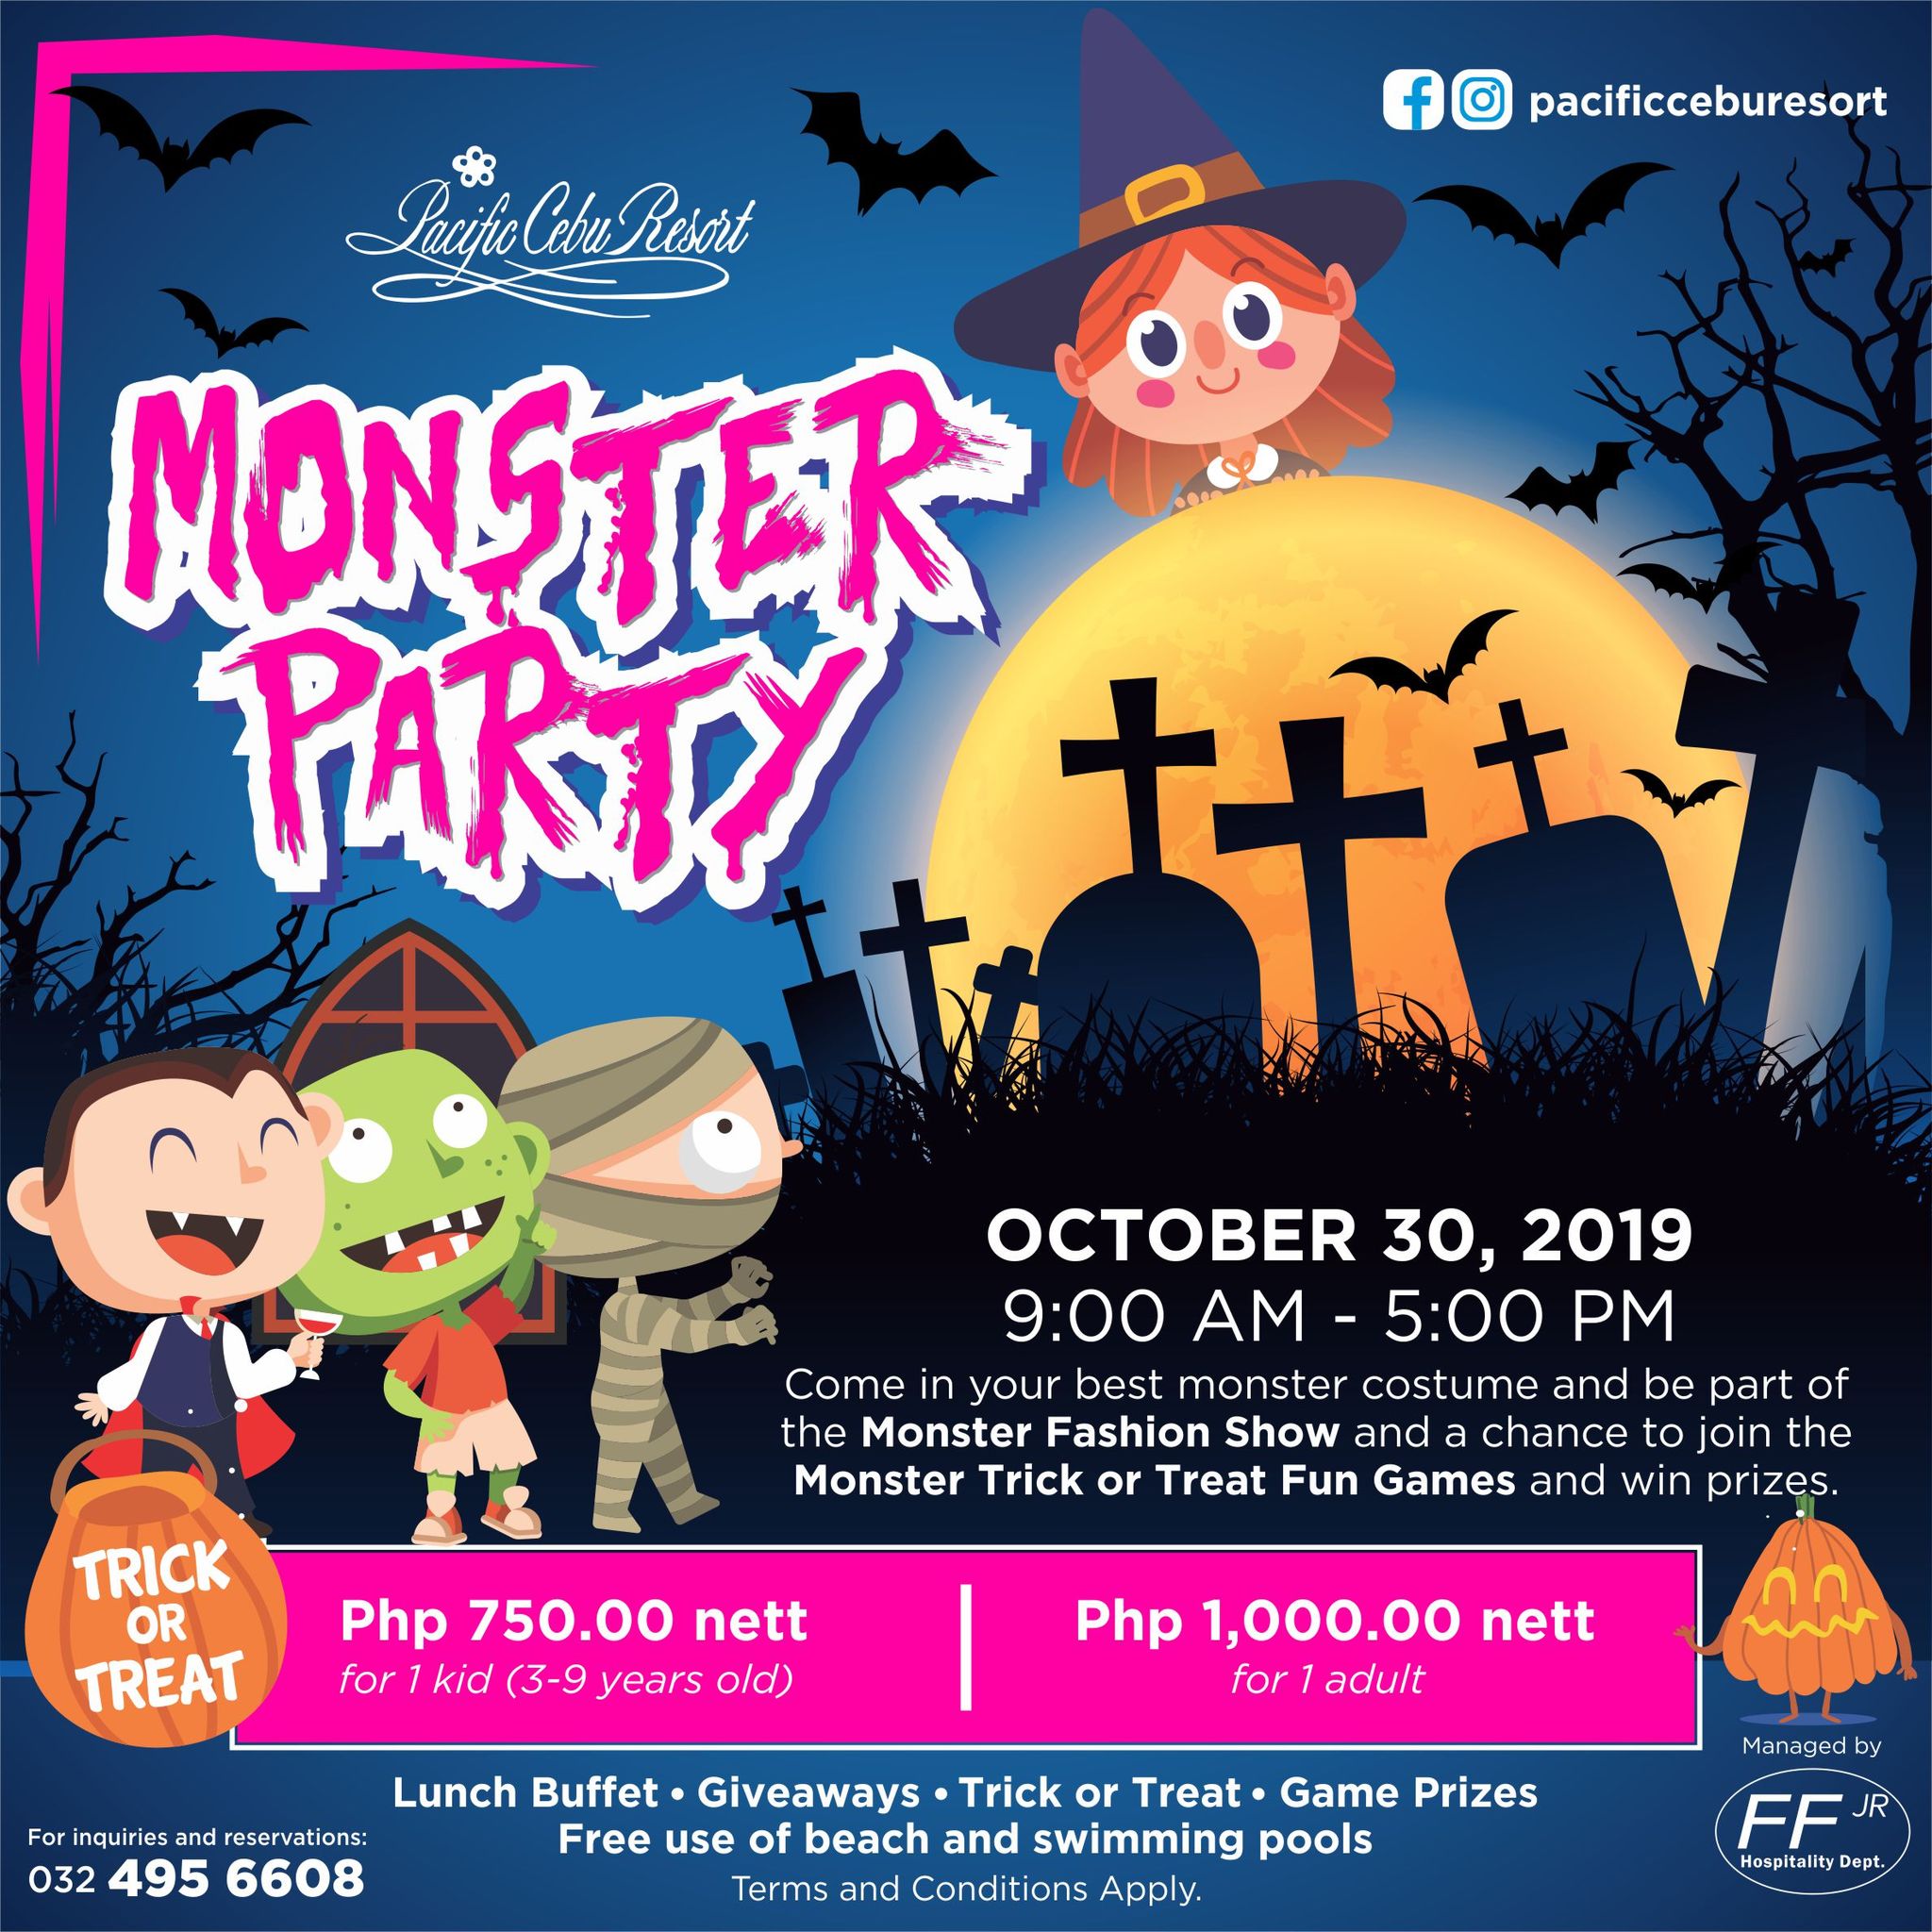 pacificceburesort
Pacific Cebu Resort
MONSTER
PARTY
OCTOBER 30, 2019
9:00 AM - 5:00 PM
Come in your best monster costume and be part of
the Monster Fashion Show and a chance to join the
Monster Trick or Treat Fun Games and win prizes.
TRICK
OR
TREAT
Php 750.00 nett
for 1 kid (3-9 years old)
Php 1,000.00 nett
for 1 adult
Lunch Buffet • Giveaways • Trick or Treat • Game Prizes
Free use of beach and swimming pools
Terms and Conditions Apply.
For inquiries and reservations:
032 495 6608
Managed by
FF JR
Hospitality Dept.